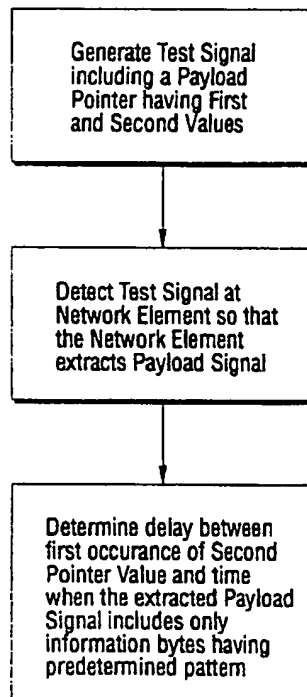 Generate Test Signal
including a Payload
Pointer having First
and Second Values
Detect Test Signal at
Network Element so that
the Network Element
extracts Payload Signal
Determine delay between
first occurance of Second
Pointer Value and time
when the extracted Payload
Signal includes only
information bytes having
predetermined pattern